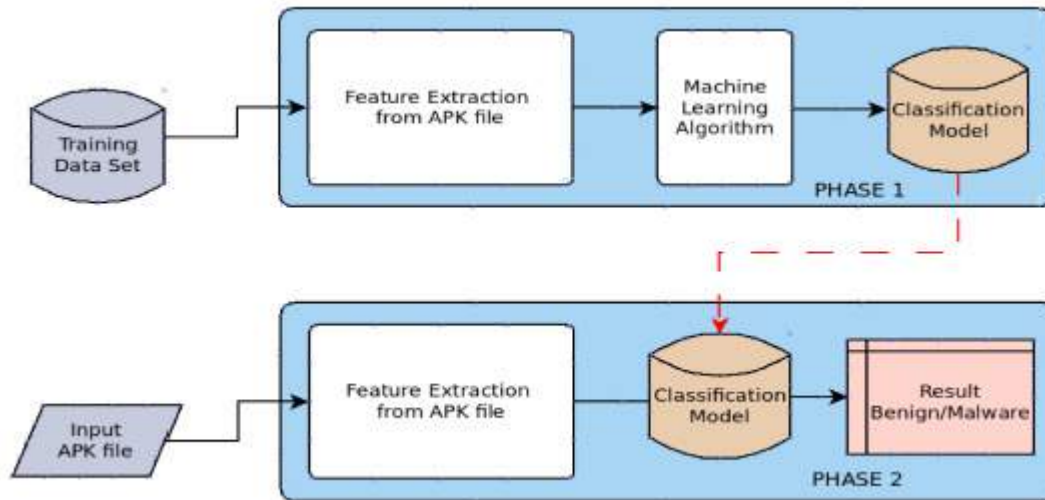 Training
Data Set
Feature Extraction
from APK file
Machine
Learning
Algorithm
Classification
Model
PHASE 1
Input
APK file
Feature Extraction
from APK file
Classification
Model
Result
Benign/Malware
PHASE 2